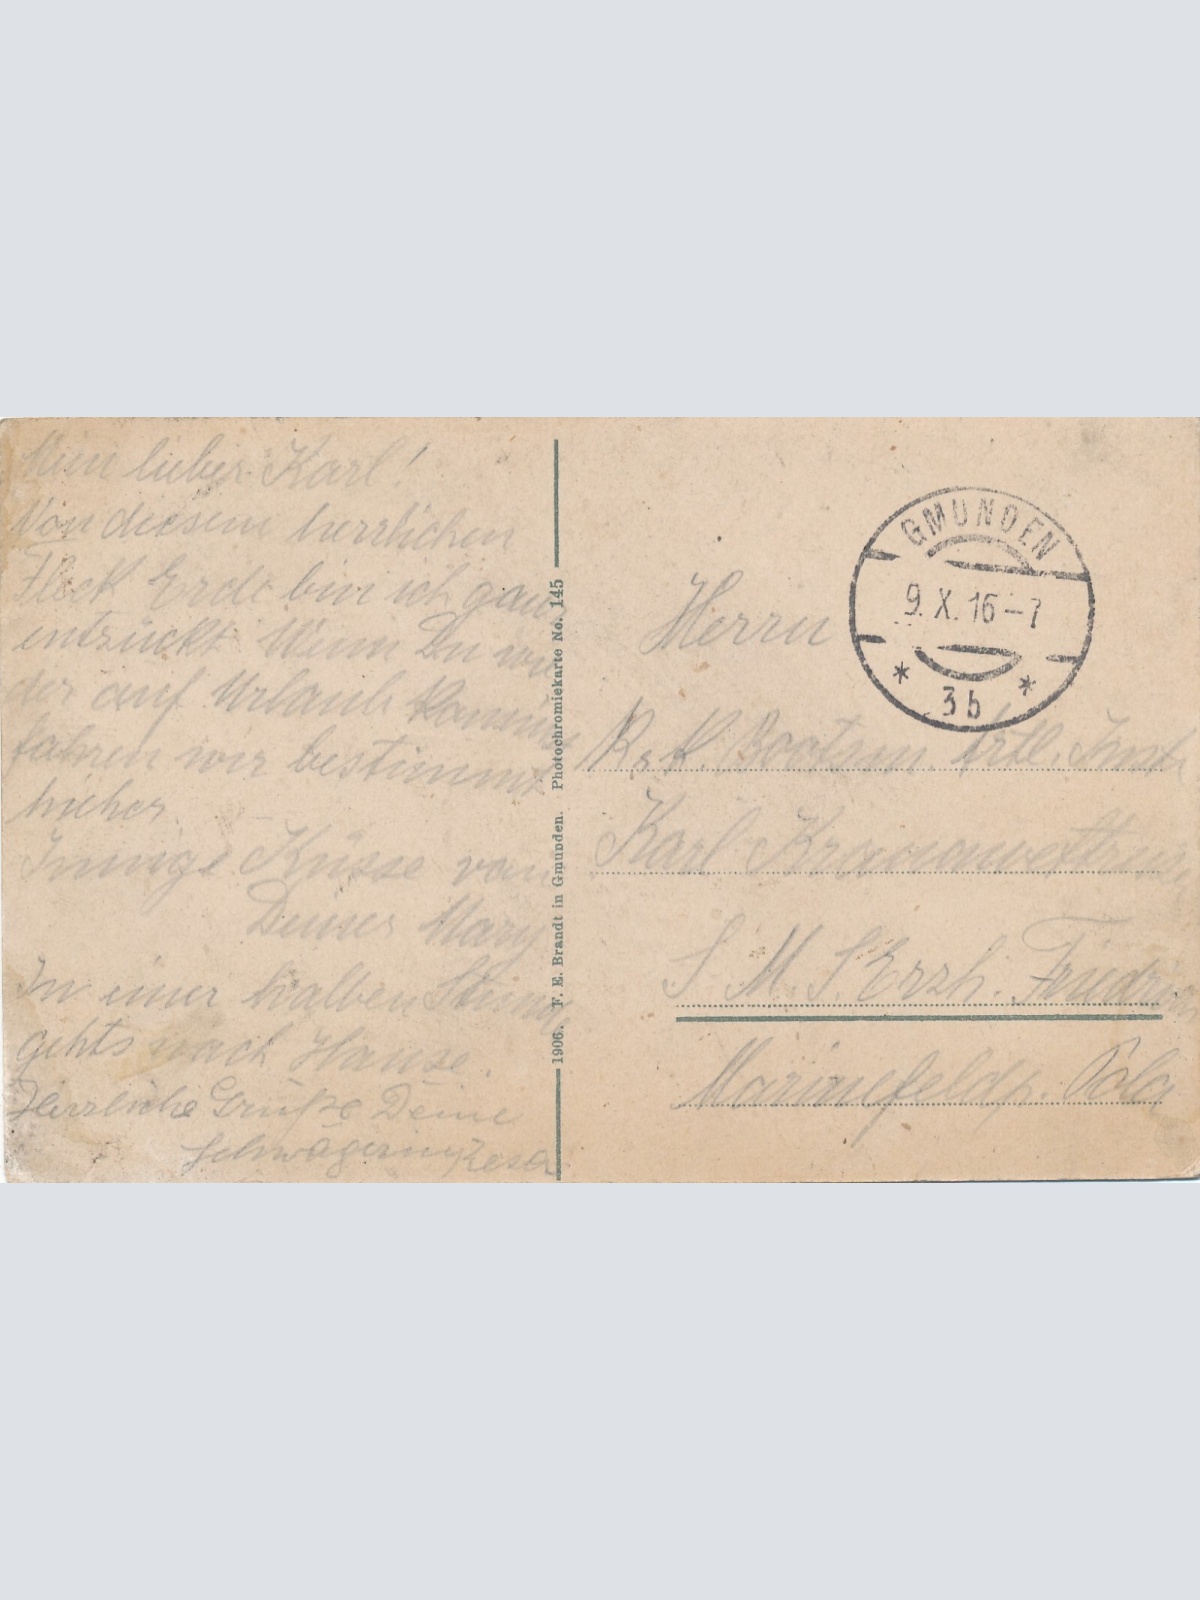 Mein lieber Karl!
Von diesem herrlichen
Fleck Erde bin ich ganz
entzückt. Wenn Du wie
der auf Urlaub kommst
fahren wir bestimmt
hieher.
Innige Küsse von
Deiner Mary
In einer halben Stunde
gehts nach Hause.
Herzliche Grüße Deine
Schwägerin Resa
1906. F. E. Brandt in Gmunden. Photochromiekarte No. 145
GMUNDEN
9. X. 16 - 7
* 3b *
Herrn
K. Bootsm. Artl. Inst.
Karl
S. M. S. Erzh. Friedrich
Marinefeldp. Pola